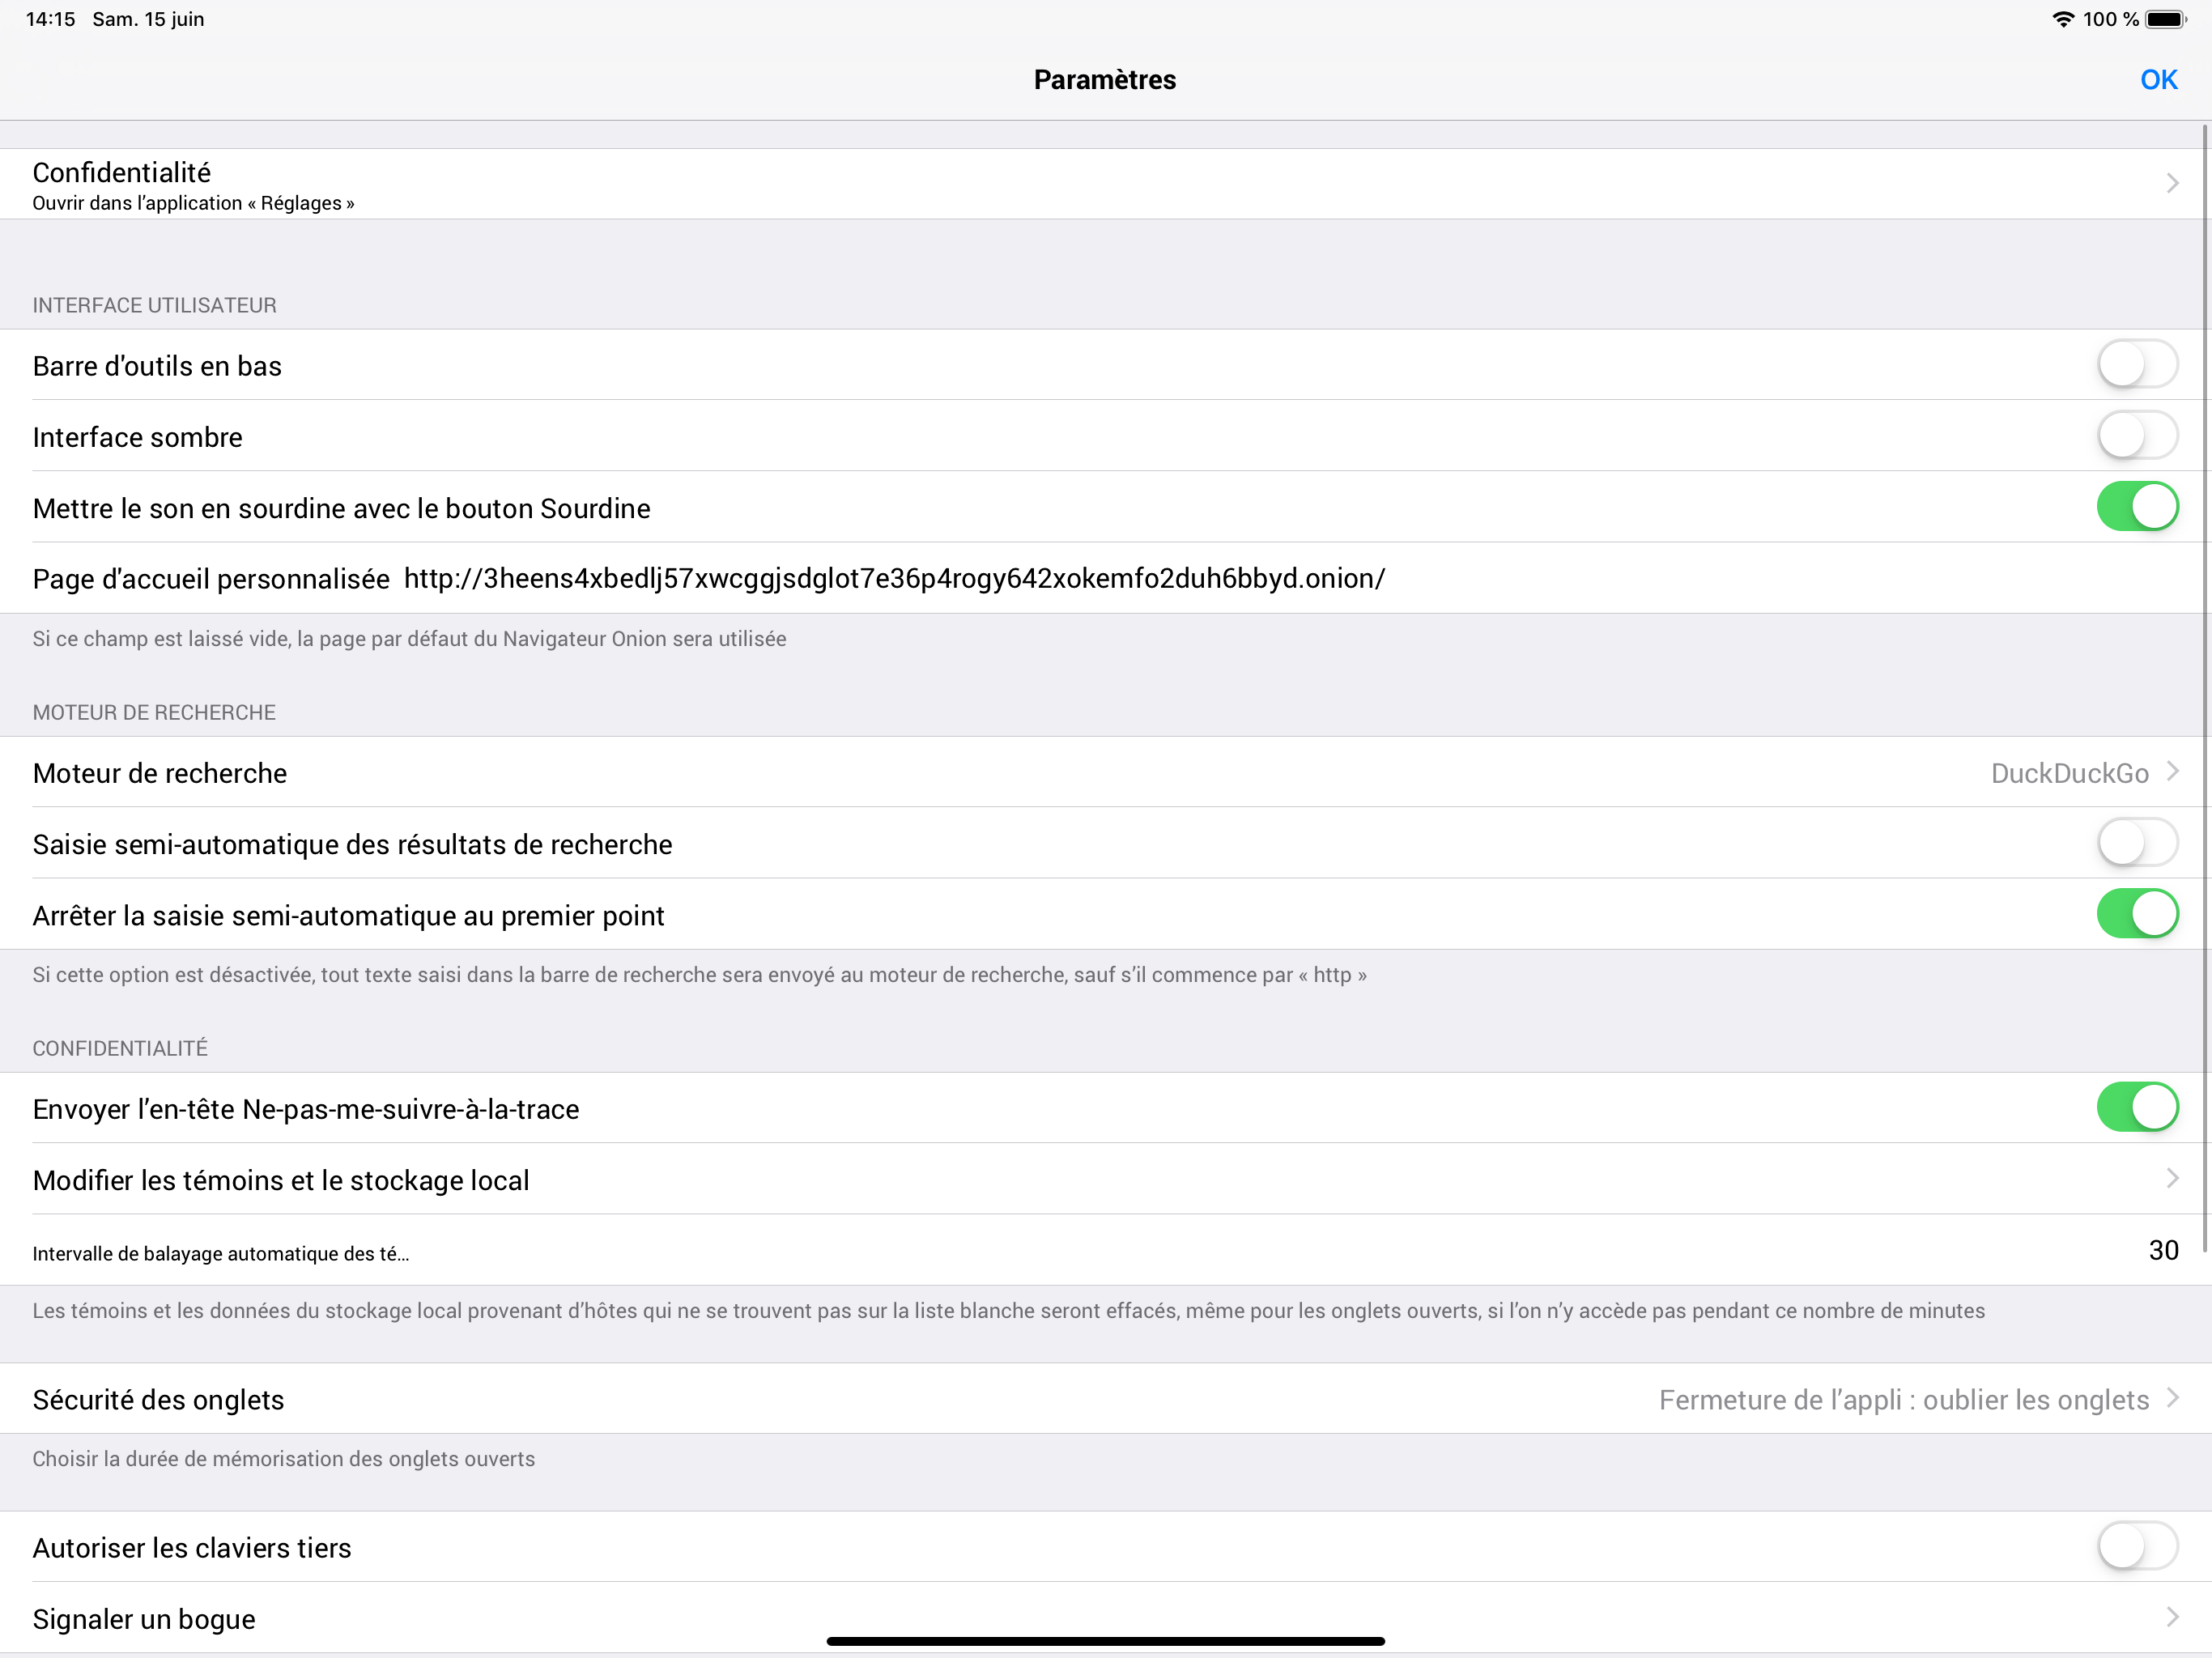 14:15 Sam. 15 juin 100 %
Paramètres OK
Confidentialité
Ouvrir dans l’application « Réglages »
INTERFACE UTILISATEUR
Barre d'outils en bas
Interface sombre
Mettre le son en sourdine avec le bouton Sourdine
Page d'accueil personnalisée http://3heens4xbedlj57xwcggjsdglot7e36p4rogy642xokemfo2duh6bbyd.onion/
Si ce champ est laissé vide, la page par défaut du Navigateur Onion sera utilisée
MOTEUR DE RECHERCHE
Moteur de recherche DuckDuckGo
Saisie semi-automatique des résultats de recherche
Arrêter la saisie semi-automatique au premier point
Si cette option est désactivée, tout texte saisi dans la barre de recherche sera envoyé au moteur de recherche, sauf s’il commence par « http »
CONFIDENTIALITÉ
Envoyer l’en-tête Ne-pas-me-suivre-à-la-trace
Modifier les témoins et le stockage local
Intervalle de balayage automatique des té... 30
Les témoins et les données du stockage local provenant d’hôtes qui ne se trouvent pas sur la liste blanche seront effacés, même pour les onglets ouverts, si l’on n’y accède pas pendant ce nombre de minutes
Sécurité des onglets Fermeture de l’appli : oublier les onglets
Choisir la durée de mémorisation des onglets ouverts
Autoriser les claviers tiers
Signaler un bogue